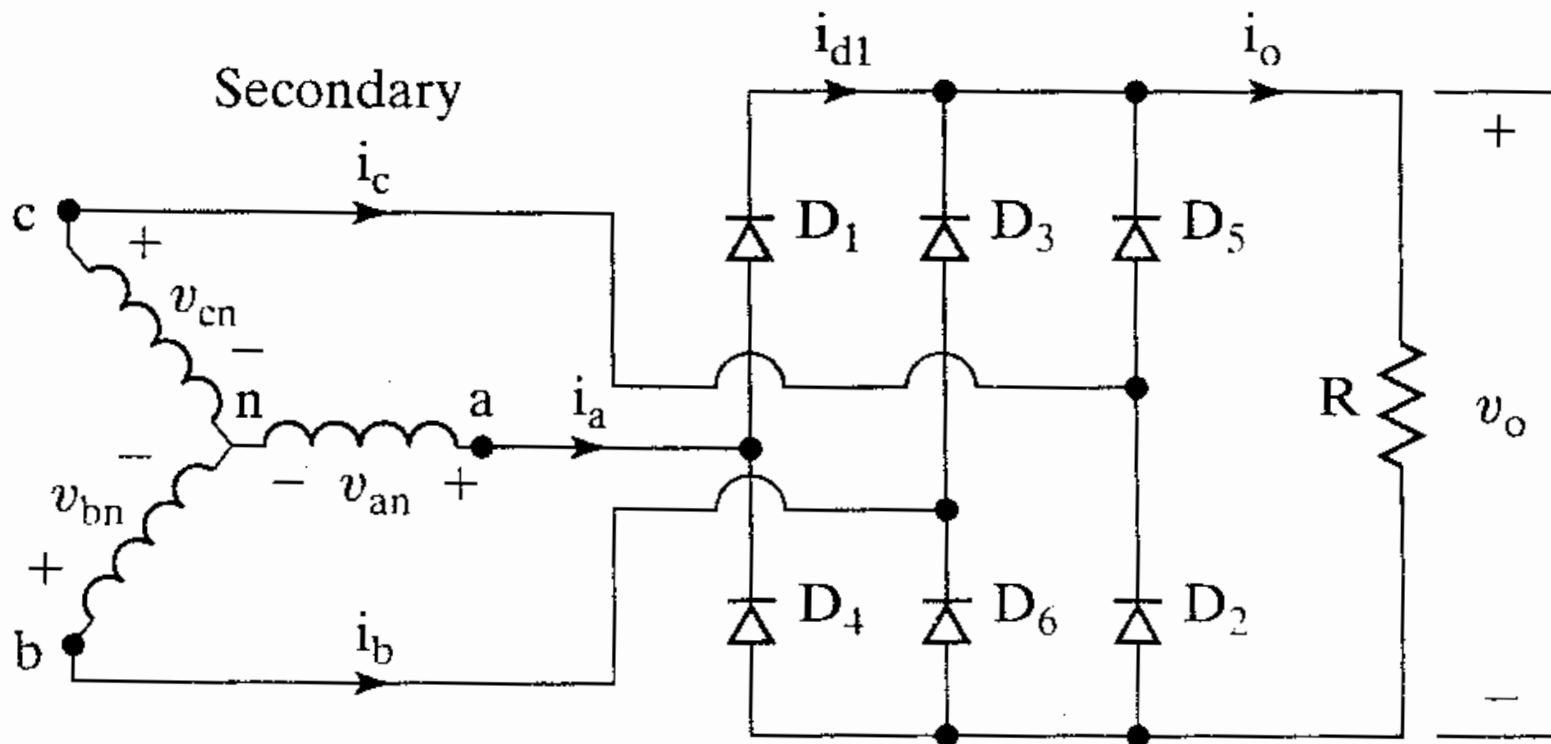 i_d1
i_o
Secondary
i_c
+
c
D_1
D_3
D_5
+
v_cn
−
n
a
i_a
R
v_o
−
− v_an +
v_bn
+
D_4
D_6
D_2
b
i_b
−